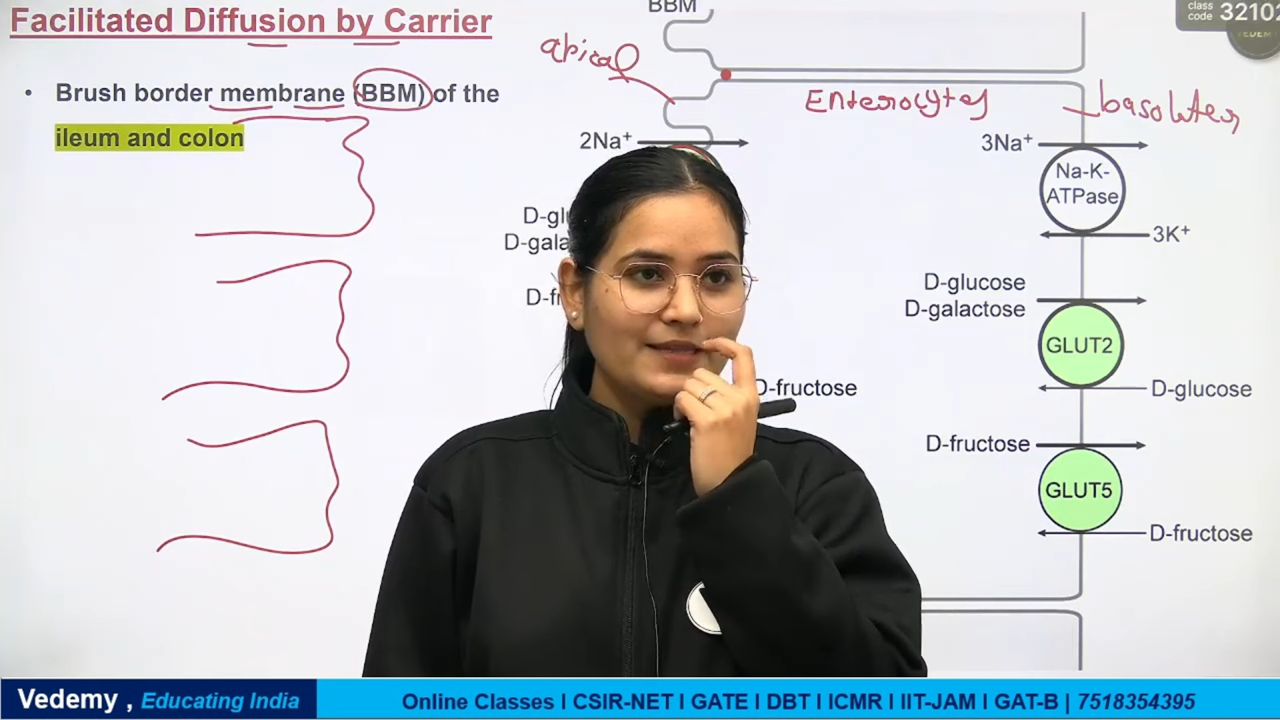 Facilitated Diffusion by Carrier
• Brush border membrane (BBM) of the
ileum and colon
BBM
class
code 32102
apical
Enterocytes
2Na⁺
3Na⁺
Na-K-
ATPase
3K⁺
D-glucose
D-galactose
GLUT2
D-glucose
D-fructose
D-fructose
GLUT5
D-fructose
Vedemy , Educating India
Online Classes I CSIR-NET I GATE I DBT I ICMR I IIT-JAM I GAT-B | 7518354395